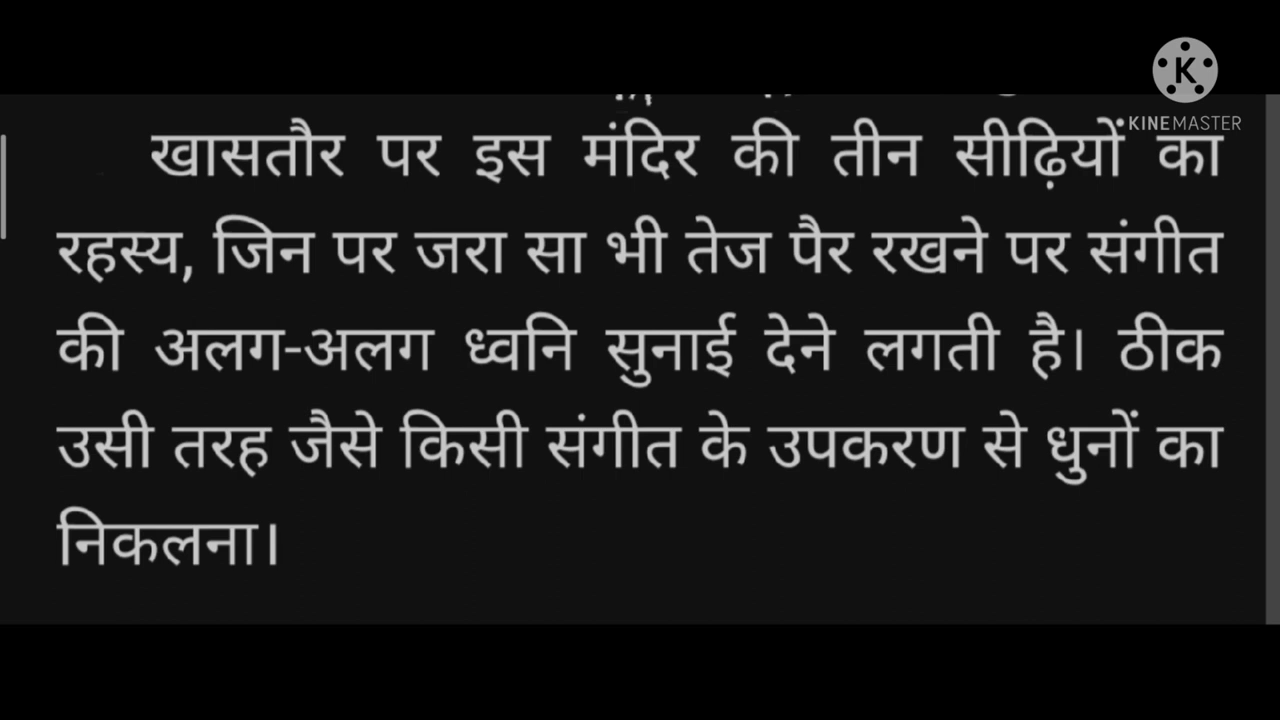 KINEMASTER
खासतौर पर इस मंदिर की तीन सीढ़ियों का
रहस्य, जिन पर जरा सा भी तेज पैर रखने पर संगीत
की अलग-अलग ध्वनि सुनाई देने लगती है। ठीक
उसी तरह जैसे किसी संगीत के उपकरण से धुनों का
निकलना।